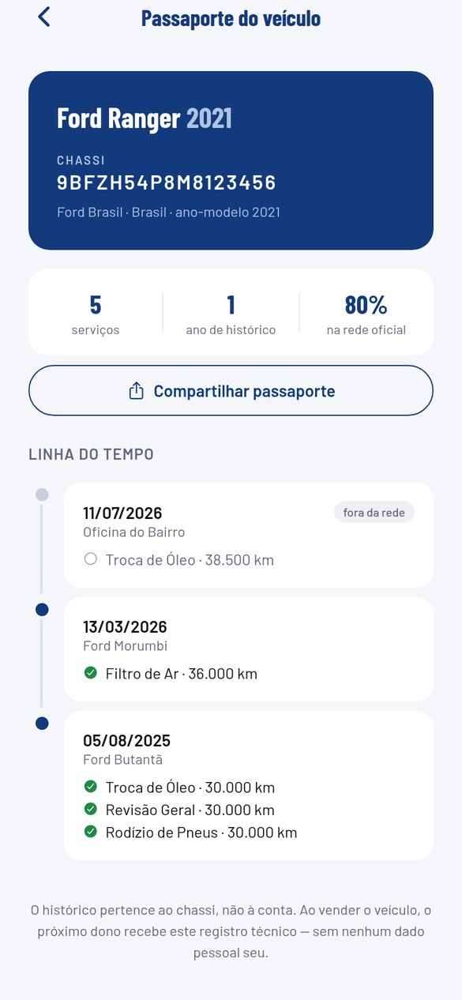 Passaporte do veículo
Ford Ranger 2021
CHASSI
9BFZH54P8M8123456
Ford Brasil · Brasil · ano-modelo 2021
5
serviços
1
ano de histórico
80%
na rede oficial
Compartilhar passaporte
LINHA DO TEMPO
11/07/2026
fora da rede
Oficina do Bairro
Troca de Óleo · 38.500 km
13/03/2026
Ford Morumbi
Filtro de Ar · 36.000 km
05/08/2025
Ford Butantã
Troca de Óleo · 30.000 km
Revisão Geral · 30.000 km
Rodízio de Pneus · 30.000 km
O histórico pertence ao chassi, não à conta. Ao vender o veículo, o
próximo dono recebe este registro técnico — sem nenhum dado
pessoal seu.